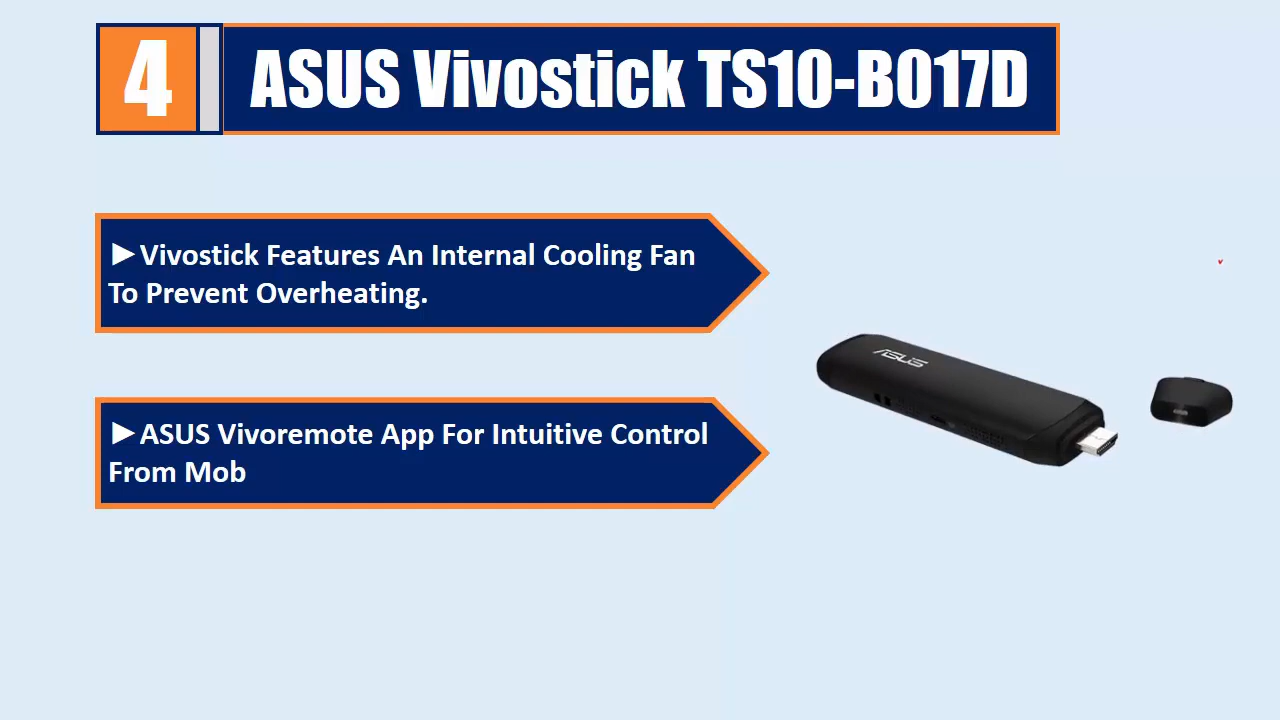 4
ASUS Vivostick TS10-B017D
►Vivostick Features An Internal Cooling Fan
To Prevent Overheating.
ASUS
►ASUS Vivoremote App For Intuitive Control
From Mob